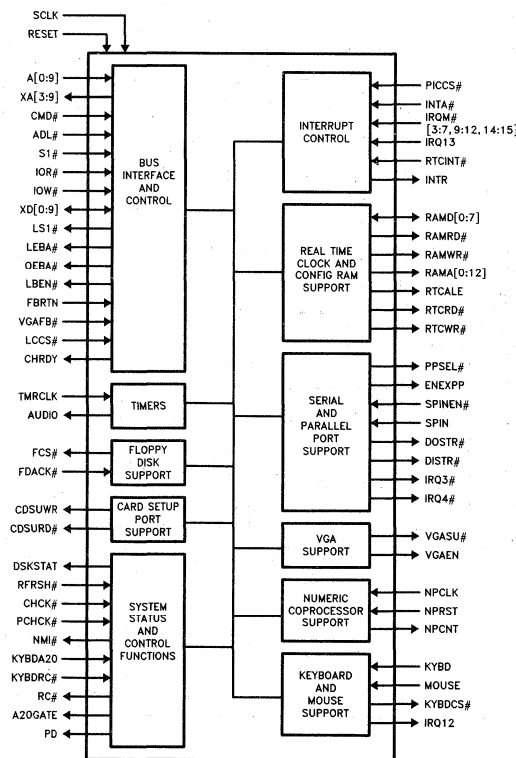 SCLK
RESET
A[0:9]
XA[3:9]
CMD#
ADL#
S1#
IOR#
IOW#
XD[0:9]
LS1#
LEBA#
OEBA#
LBEN#
FBRTN
VGAFB#
LCCS#
CHRDY
BUS
INTERFACE
AND
CONTROL
TMRCLK
AUDIO
TIMERS
FCS#
FDACK#
FLOPPY
DISK
SUPPORT
CDSUWR
CDSURD#
CARD SETUP
PORT
SUPPORT
DSKSTAT
RFRSH#
CHCK#
PCHCK#
NMI#
KYBDA20
KYBDRC#
RC#
A20GATE
PD
SYSTEM
STATUS
AND
CONTROL
FUNCTIONS
INTERRUPT
CONTROL
PICCS#
INTA#
IRQM#
[3:7, 9:12, 14:15]
IRQ13
RTCINT#
INTR
REAL TIME
CLOCK AND
CONFIG RAM
SUPPORT
RAMD[0:7]
RAMRD#
RAMWR#
RAMA[0:12]
RTCALE
RTCRD#
RTCWR#
SERIAL
AND
PARALLEL
PORT
SUPPORT
PPSEL#
ENEXPP
SPINEN#
SPIN
DOSTR#
DISTR#
IRQ3#
IRQ4#
VGA
SUPPORT
VGASU#
VGAEN
NUMERIC
COPROCESSOR
SUPPORT
NPCLK
NPRST
NPCNT
KEYBOARD
AND
MOUSE
SUPPORT
KYBD
MOUSE
KYBDCS#
IRQ12